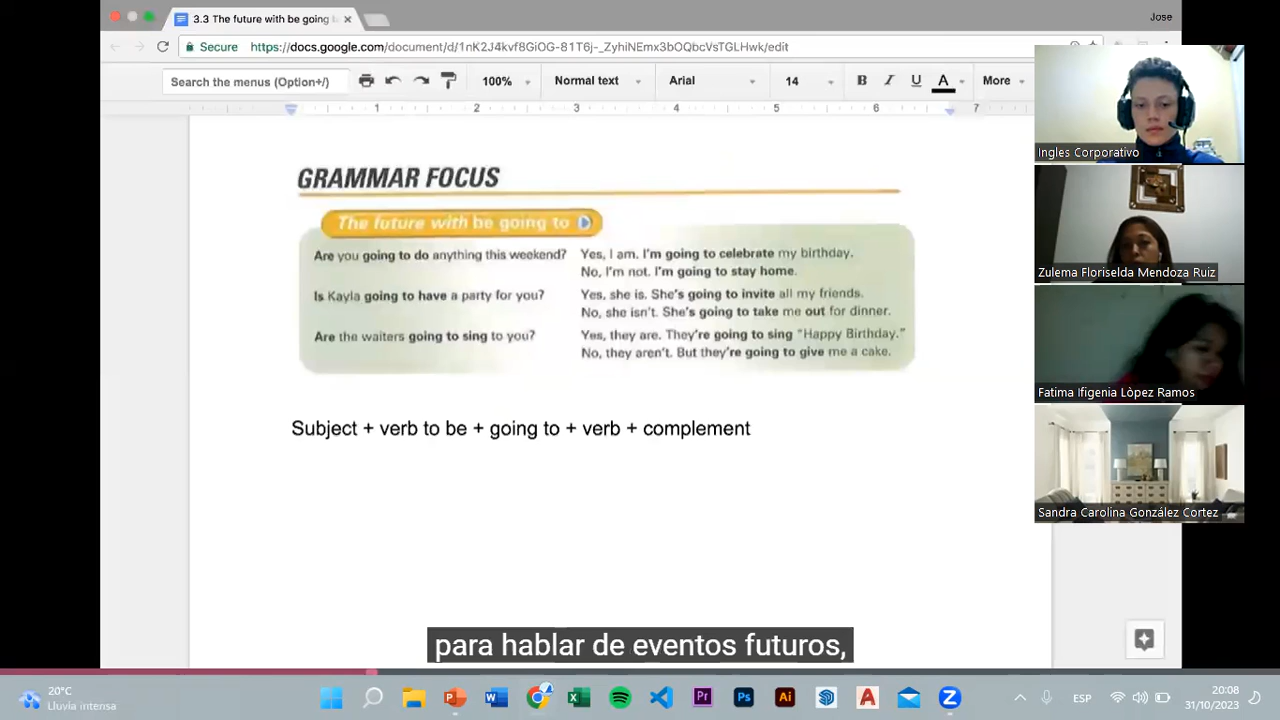 3.3 The future with be going
Jose
Secure
https://docs.google.com/document/d/1nK2J4kvf8GiOG-81T6j-_ZyhiNEmx3bOQbcVsTGLHwk/edit
Search the menus (Option+/)
100%
Normal text
Arial
14
B
I
U
A
More
1 2 3 4 5 6 7
GRAMMAR FOCUS
The future with be going to
Are you going to do anything this weekend?
Yes, I am. I'm going to celebrate my birthday.
No, I'm not. I'm going to stay home.
Is Kayla going to have a party for you?
Yes, she is. She's going to invite all my friends.
No, she isn't. She's going to take me out for dinner.
Are the waiters going to sing to you?
Yes, they are. They're going to sing "Happy Birthday."
No, they aren't. But they're going to give me a cake.
Subject + verb to be + going to + verb + complement
Ingles Corporativo
Zulema Floriselda Mendoza Ruiz
Fatima Ifigenia Lòpez Ramos
Sandra Carolina González Cortez
para hablar de eventos futuros,
20°C
Lluvia intensa
Pr
Ps
Ai
ESP
20:08
31/10/2023